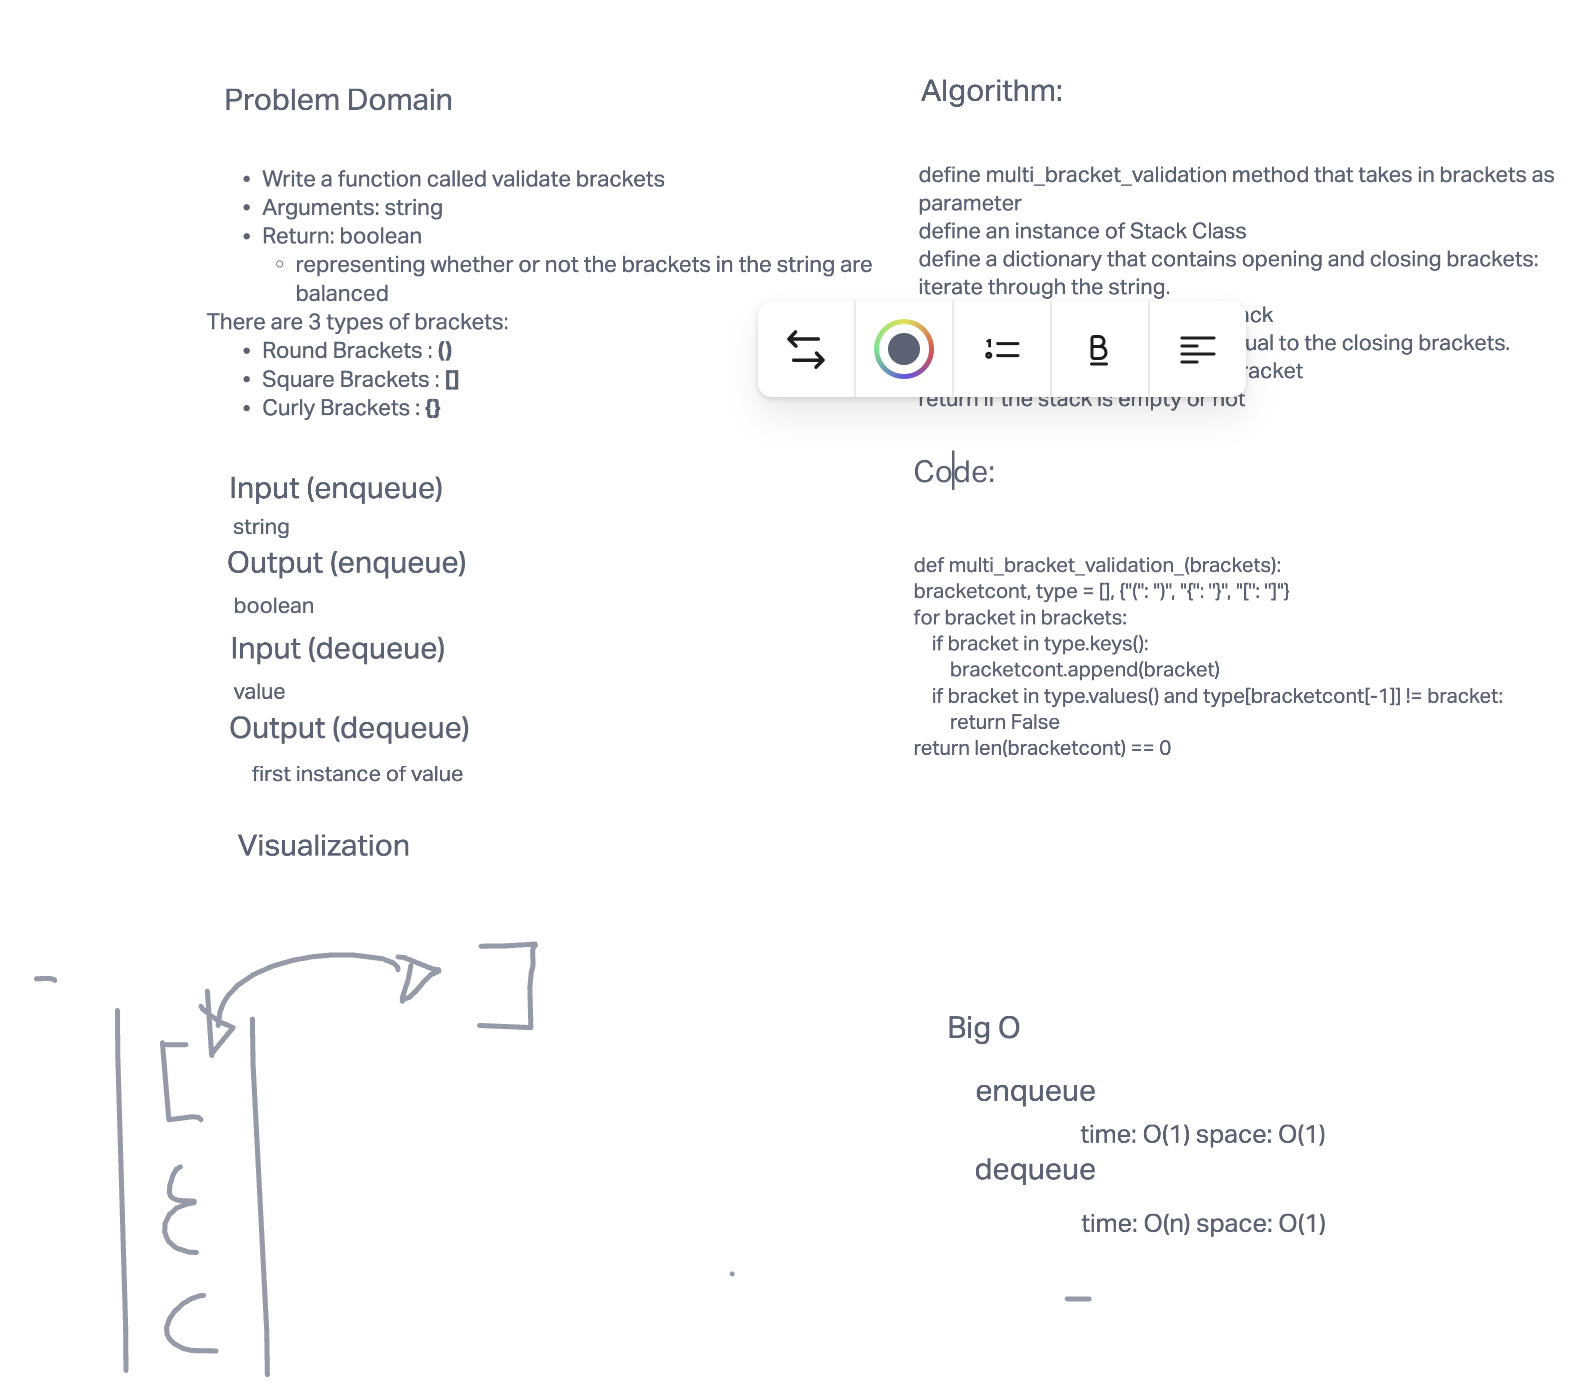 Problem Domain
• Write a function called validate brackets
• Arguments: string
• Return: boolean
◦ representing whether or not the brackets in the string are
balanced
There are 3 types of brackets:
• Round Brackets : ()
• Square Brackets : []
• Curly Brackets : {}
Input (enqueue)
string
Output (enqueue)
boolean
Input (dequeue)
value
Output (dequeue)
first instance of value
Visualization
[
{
(
]
Algorithm:
define multi_bracket_validation method that takes in brackets as
parameter
define an instance of Stack Class
define a dictionary that contains opening and closing brackets:
iterate through the string.
to the closing brackets.
return if the stack is empty or not
Code:
def multi_bracket_validation_(brackets):
bracketcont, type = [], {"(": ")", "{": "}", "[": "]"}
for bracket in brackets:
if bracket in type.keys():
bracketcont.append(bracket)
if bracket in type.values() and type[bracketcont[-1]] != bracket:
return False
return len(bracketcont) == 0
Big O
enqueue
time: O(1) space: O(1)
dequeue
time: O(n) space: O(1)